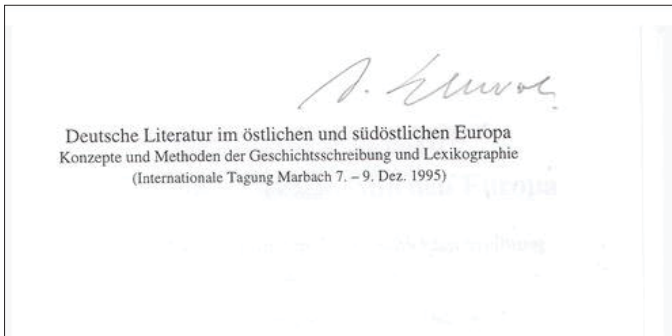 Deutsche Literatur im östlichen und südöstlichen Europa
Konzepte und Methoden der Geschichtsschreibung und Lexikographie
(Internationale Tagung Marbach 7. – 9. Dez. 1995)